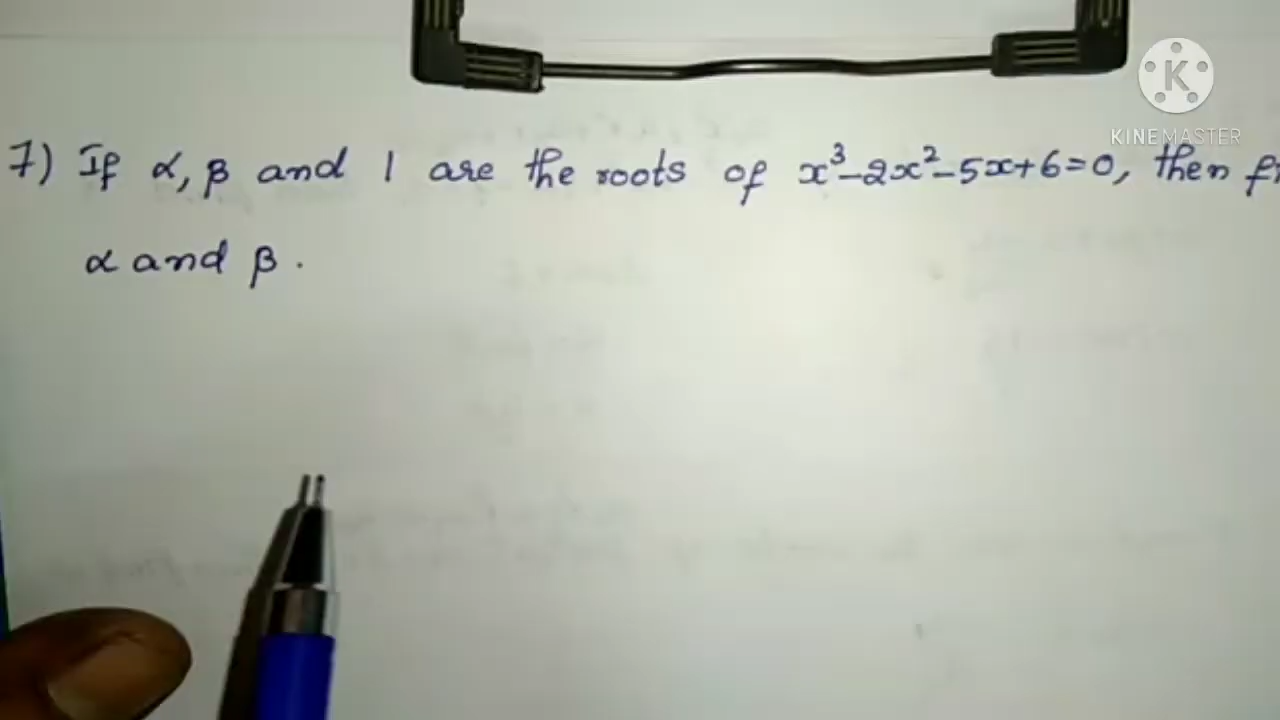 K
KINEMASTER
7) If α, β and 1 are the roots of x³-2x²-5x+6=0, then
α and β.